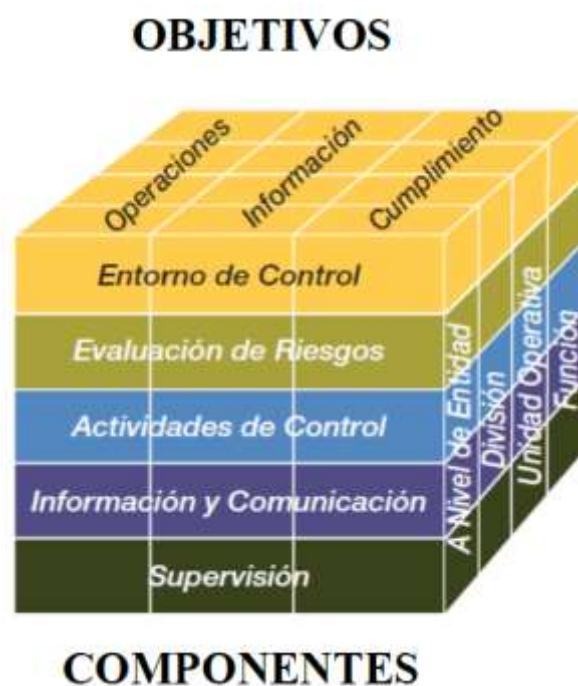 OBJETIVOS
Operaciones
Información
Cumplimiento
Entorno de Control
Evaluación de Riesgos
Actividades de Control
Información y Comunicación
Supervisión
A Nivel de Entidad
División
Unidad Operativa
Función
COMPONENTES